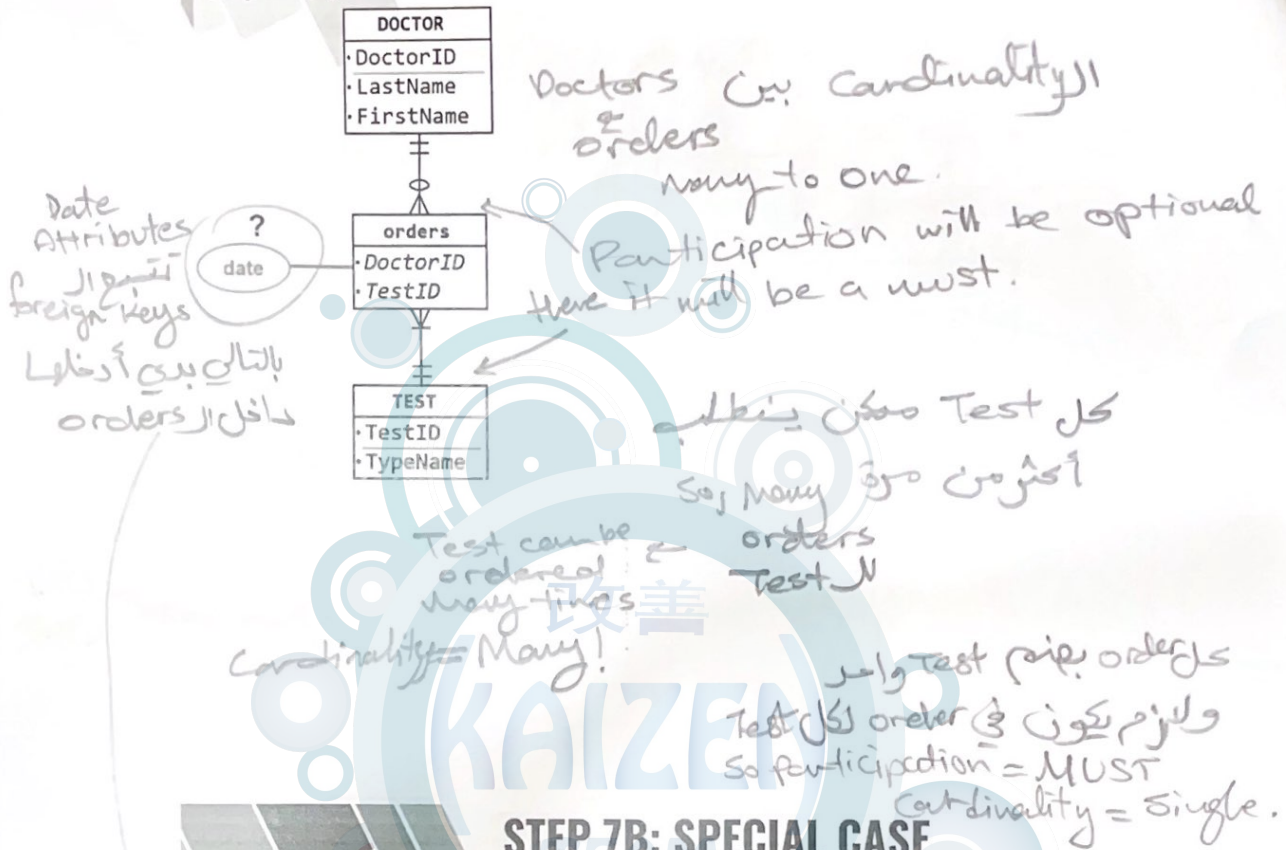 DOCTOR
·DoctorID
·LastName
·FirstName
الـ Cardinality بين Doctors
ع orders
Many to one.
Participation will be optional
Here it will be a must.
Date
Attributes
تتبع الـ
foreign keys
بالتالي بدي أدخلها
داخل الـ orders
?
date
orders
·DoctorID
·TestID
TEST
·TestID
·TypeName
كل Test ممكن ينطلب
أكثر من مرة so, Many
orders
للـ Test
Test can be
ordered
many times
Cardinality = Many!
改善
KAIZEN
كل order بضم Test واحد
ولازم يكون في order لكل Test
So participation = MUST
Cardinality = Single.
STEP 7B: SPECIAL CASE